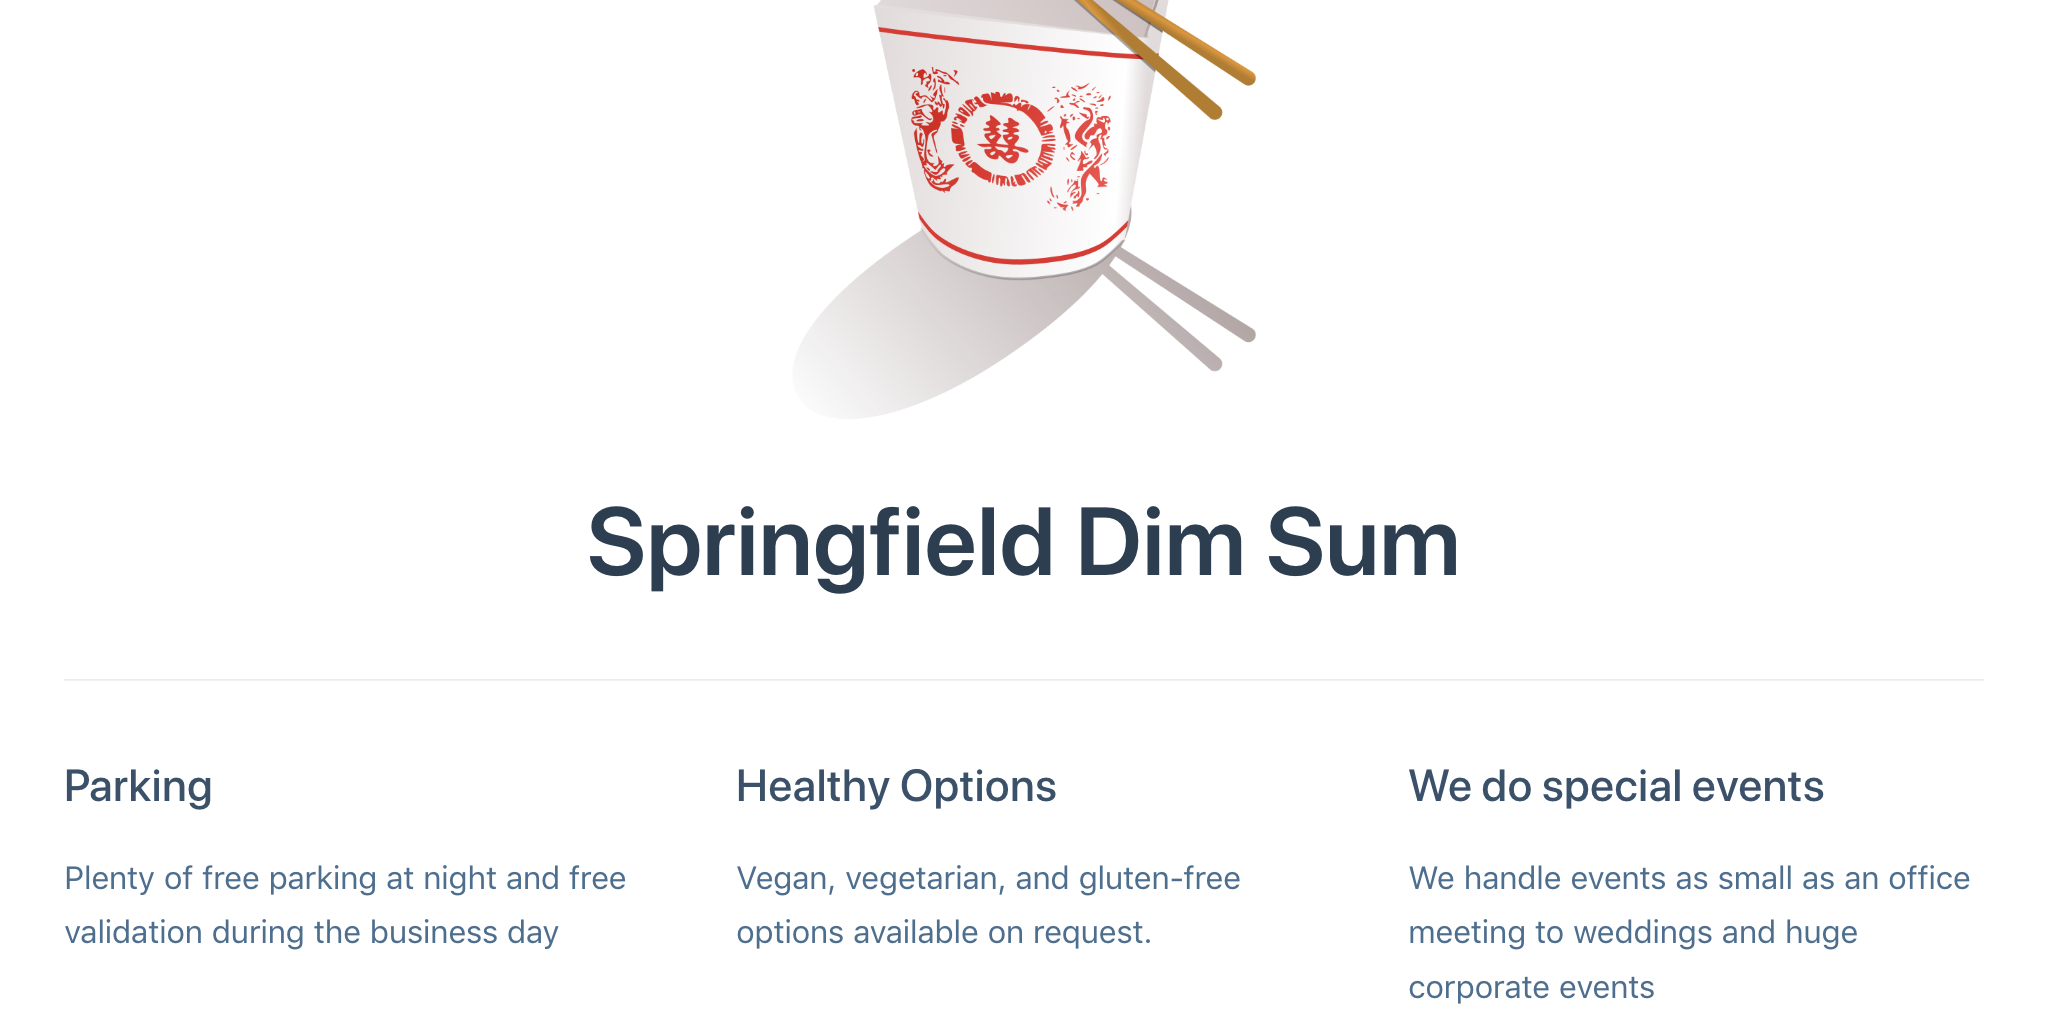 囍
Springfield Dim Sum
Parking
Plenty of free parking at night and free
validation during the business day
Healthy Options
Vegan, vegetarian, and gluten-free
options available on request.
We do special events
We handle events as small as an office
meeting to weddings and huge
corporate events